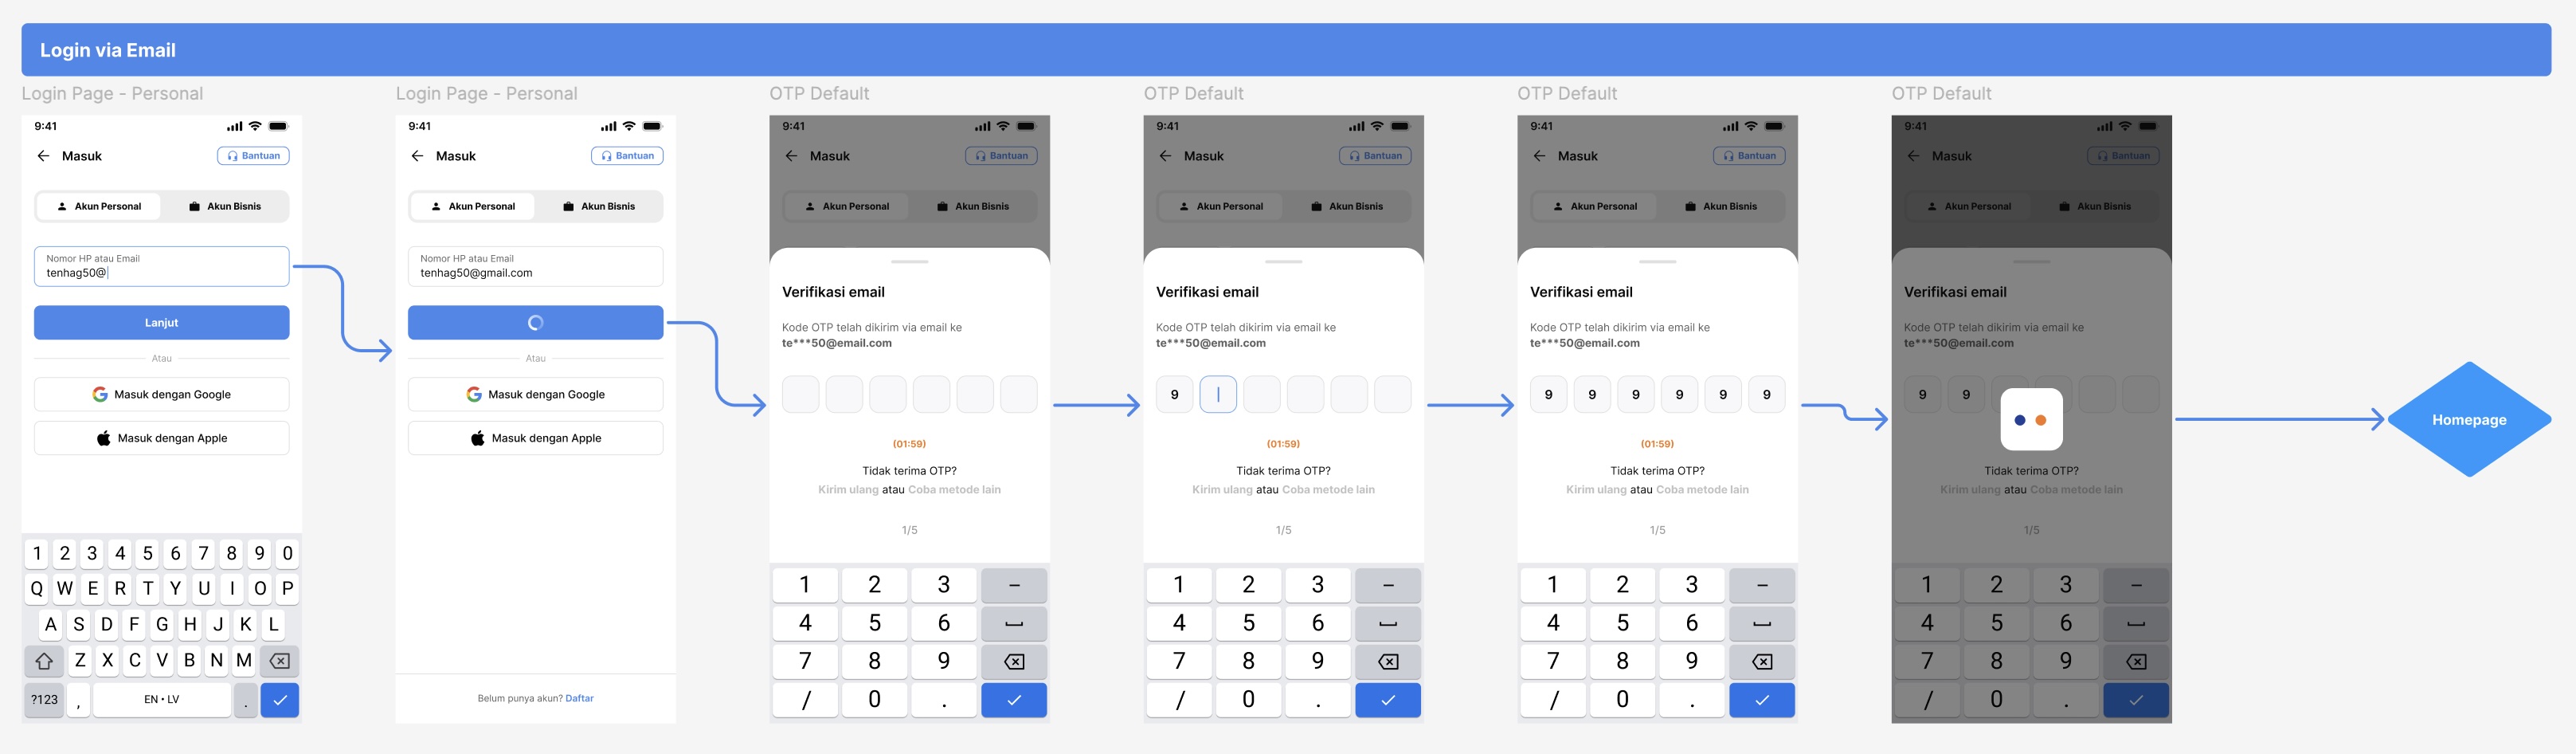 Login via Email
Login Page - Personal
9:41
Masuk
Bantuan
Akun Personal
Akun Bisnis
Nomor HP atau Email
tenhag50@
Lanjut
Atau
Masuk dengan Google
Masuk dengan Apple
1 2 3 4 5 6 7 8 9 0
Q W E R T Y U I O P
A S D F G H J K L
Z X C V B N M
?123 , EN • LV .
Login Page - Personal
9:41
Masuk
Bantuan
Akun Personal
Akun Bisnis
Nomor HP atau Email
tenhag50@gmail.com
Atau
Masuk dengan Google
Masuk dengan Apple
Belum punya akun? Daftar
OTP Default
9:41
Masuk
Bantuan
Akun Personal
Akun Bisnis
Verifikasi email
Kode OTP telah dikirim via email ke
te***50@email.com
(01:59)
Tidak terima OTP?
Kirim ulang atau Coba metode lain
1/5
1 2 3 –
4 5 6
7 8 9
/ 0 .
OTP Default
9:41
Masuk
Bantuan
Akun Personal
Akun Bisnis
Verifikasi email
Kode OTP telah dikirim via email ke
te***50@email.com
9
(01:59)
Tidak terima OTP?
Kirim ulang atau Coba metode lain
1/5
1 2 3 –
4 5 6
7 8 9
/ 0 .
OTP Default
9:41
Masuk
Bantuan
Akun Personal
Akun Bisnis
Verifikasi email
Kode OTP telah dikirim via email ke
te***50@email.com
9 9 9 9 9 9
(01:59)
Tidak terima OTP?
Kirim ulang atau Coba metode lain
1/5
1 2 3 –
4 5 6
7 8 9
/ 0 .
OTP Default
9:41
Masuk
Bantuan
Akun Personal
Akun Bisnis
Verifikasi email
Kode OTP telah dikirim via email ke
te***50@email.com
9 9
Tidak terima OTP?
Kirim ulang atau Coba metode lain
1/5
1 2 3 –
4 5 6
7 8 9
/ 0 .
Homepage